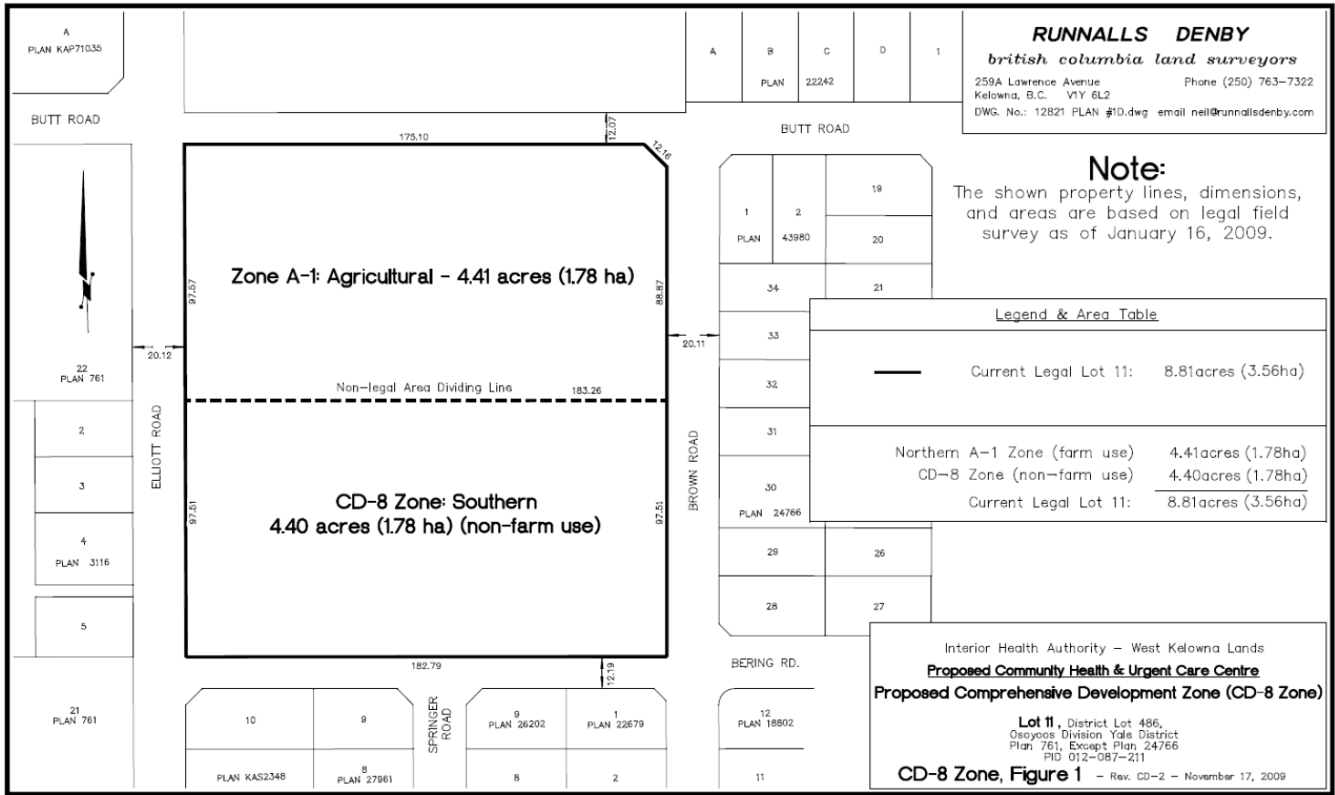 A
PLAN KAP71035
BUTT ROAD
A
B
C
D
1
PLAN
22242
RUNNALLS DENBY
british columbia land surveyors
259A Lawrence Avenue
Phone (250) 763-7322
Kelowna, B.C. V1Y 6L2
DWG. No.: 12821 PLAN #1D.dwg email neil@runnallsdenby.com
175.10
12.07
12.16
BUTT ROAD
Note:
The shown property lines, dimensions,
and areas are based on legal field
survey as of January 16, 2009.
1
2
PLAN
43980
19
20
Zone A-1: Agricultural - 4.41 acres (1.78 ha)
97.57
88.87
34
21
33
20.12
20.11
Legend & Area Table
Current Legal Lot 11: 8.81acres (3.56ha)
22
PLAN 761
Non-legal Area Dividing Line
183.26
32
2
3
4
PLAN 3116
5
ELLIOTT ROAD
31
BROWN ROAD
30
PLAN 24766
Northern A-1 Zone (farm use) 4.41acres (1.78ha)
CD-8 Zone (non-farm use) 4.40acres (1.78ha)
Current Legal Lot 11: 8.81acres (3.56ha)
CD-8 Zone: Southern
4.40 acres (1.78 ha) (non-farm use)
97.51
97.51
29
26
28
27
182.79
12.19
BERING RD.
21
PLAN 761
10
9
SPRINGER
ROAD
9
PLAN 26202
1
PLAN 22679
12
PLAN 18802
PLAN KAS2348
8
PLAN 27961
8
2
11
Interior Health Authority - West Kelowna Lands
Proposed Community Health & Urgent Care Centre
Proposed Comprehensive Development Zone (CD-8 Zone)
Lot 11, District Lot 486,
Osoyoos Division Yale District
Plan 761, Except Plan 24766
PID 012-087-211
CD-8 Zone, Figure 1 - Rev. CD-2 - November 17, 2009